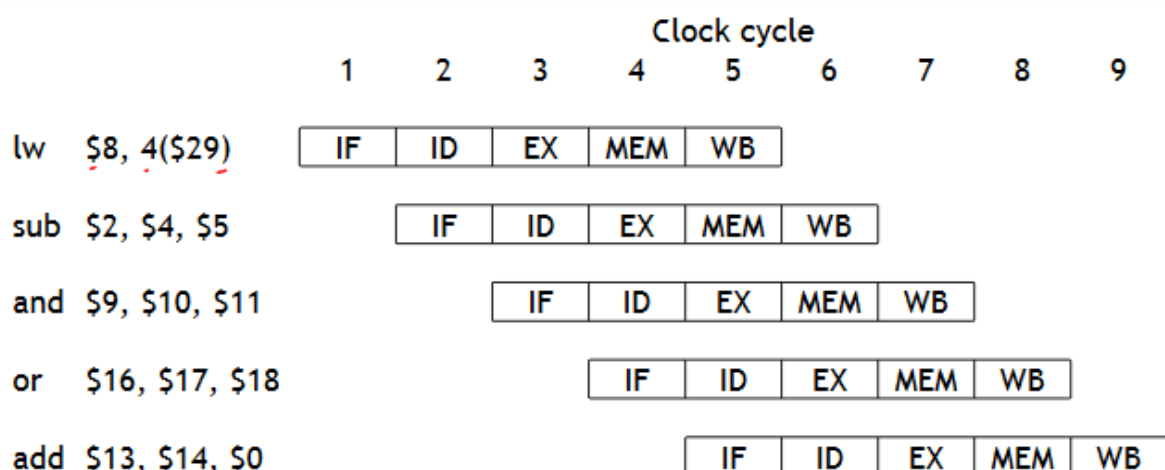 Clock cycle
1 2 3 4 5 6 7 8 9
lw $8, 4($29) IF ID EX MEM WB
sub $2, $4, $5 IF ID EX MEM WB
and $9, $10, $11 IF ID EX MEM WB
or $16, $17, $18 IF ID EX MEM WB
add $13, $14, $0 IF ID EX MEM WB